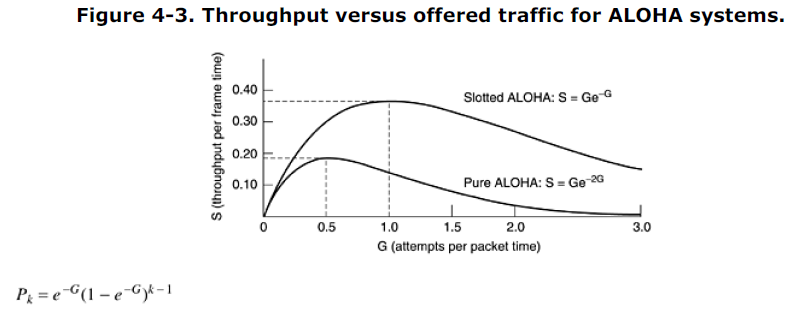 Figure 4-3. Throughput versus offered traffic for ALOHA systems.
S (throughput per frame time)
0.40
0.30
0.20
0.10
Slotted ALOHA: S = Ge⁻ᴳ
Pure ALOHA: S = Ge⁻²ᴳ
0 0.5 1.0 1.5 2.0 3.0
G (attempts per packet time)
Pₖ = e⁻ᴳ(1 – e⁻ᴳ)ᵏ⁻¹